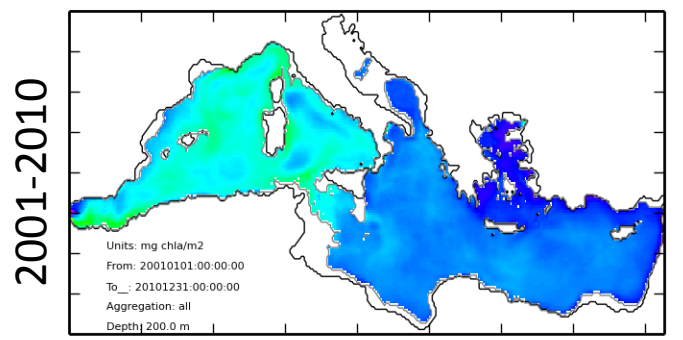 2001-2010
Units: mg chla/m2
From: 20010101:00:00:00
To__: 20101231:00:00:00
Aggregation: all
Depth: 200.0 m